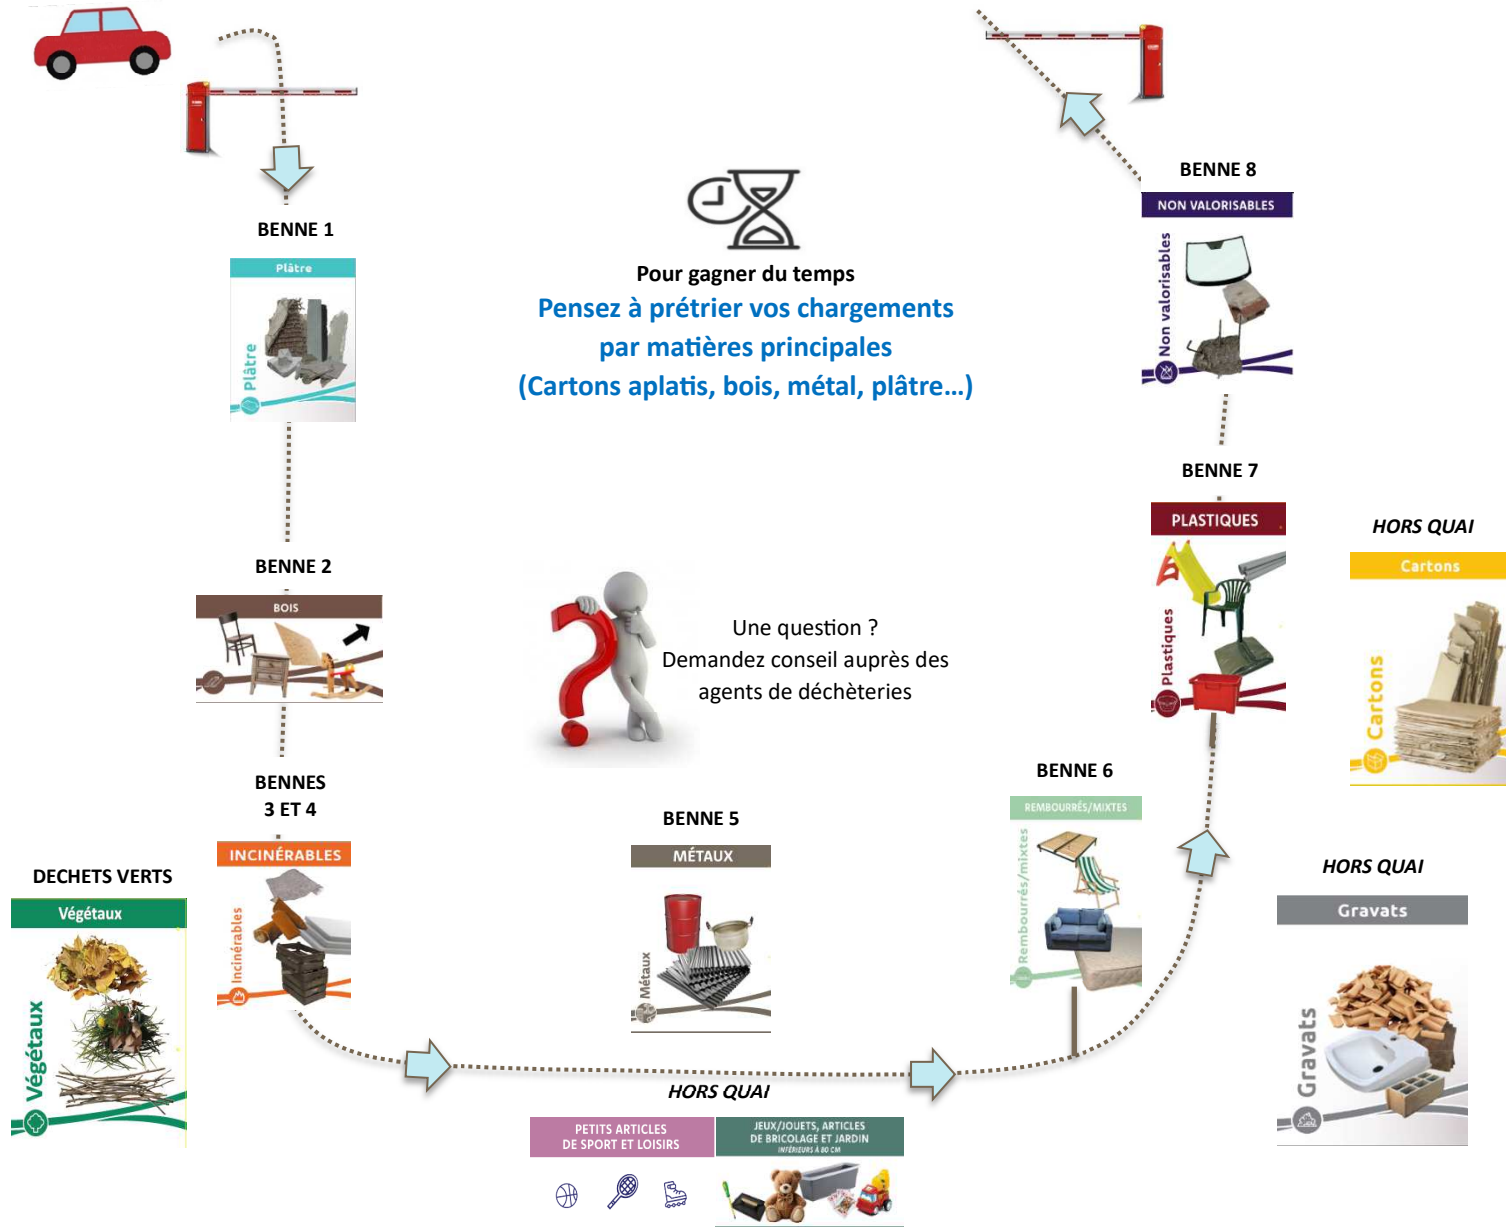 BENNE 1
Plâtre
Plâtre
BENNE 2
BOIS
BENNES
3 ET 4
INCINÉRABLES
Incinérables
DECHETS VERTS
Végétaux
Végétaux
Pour gagner du temps
Pensez à prétrier vos chargements
par matières principales
(Cartons aplatis, bois, métal, plâtre…)
Une question ?
Demandez conseil auprès des
agents de déchèteries
BENNE 5
MÉTAUX
Métaux
HORS QUAI
PETITS ARTICLES
DE SPORT ET LOISIRS
JEUX/JOUETS, ARTICLES
DE BRICOLAGE ET JARDIN
INFÉRIEURS À 80 CM
BENNE 6
REMBOURRÉS/MIXTES
Rembourrés/mixtes
BENNE 7
PLASTIQUES
Plastiques
BENNE 8
NON VALORISABLES
Non valorisables
HORS QUAI
Cartons
Cartons
HORS QUAI
Gravats
Gravats